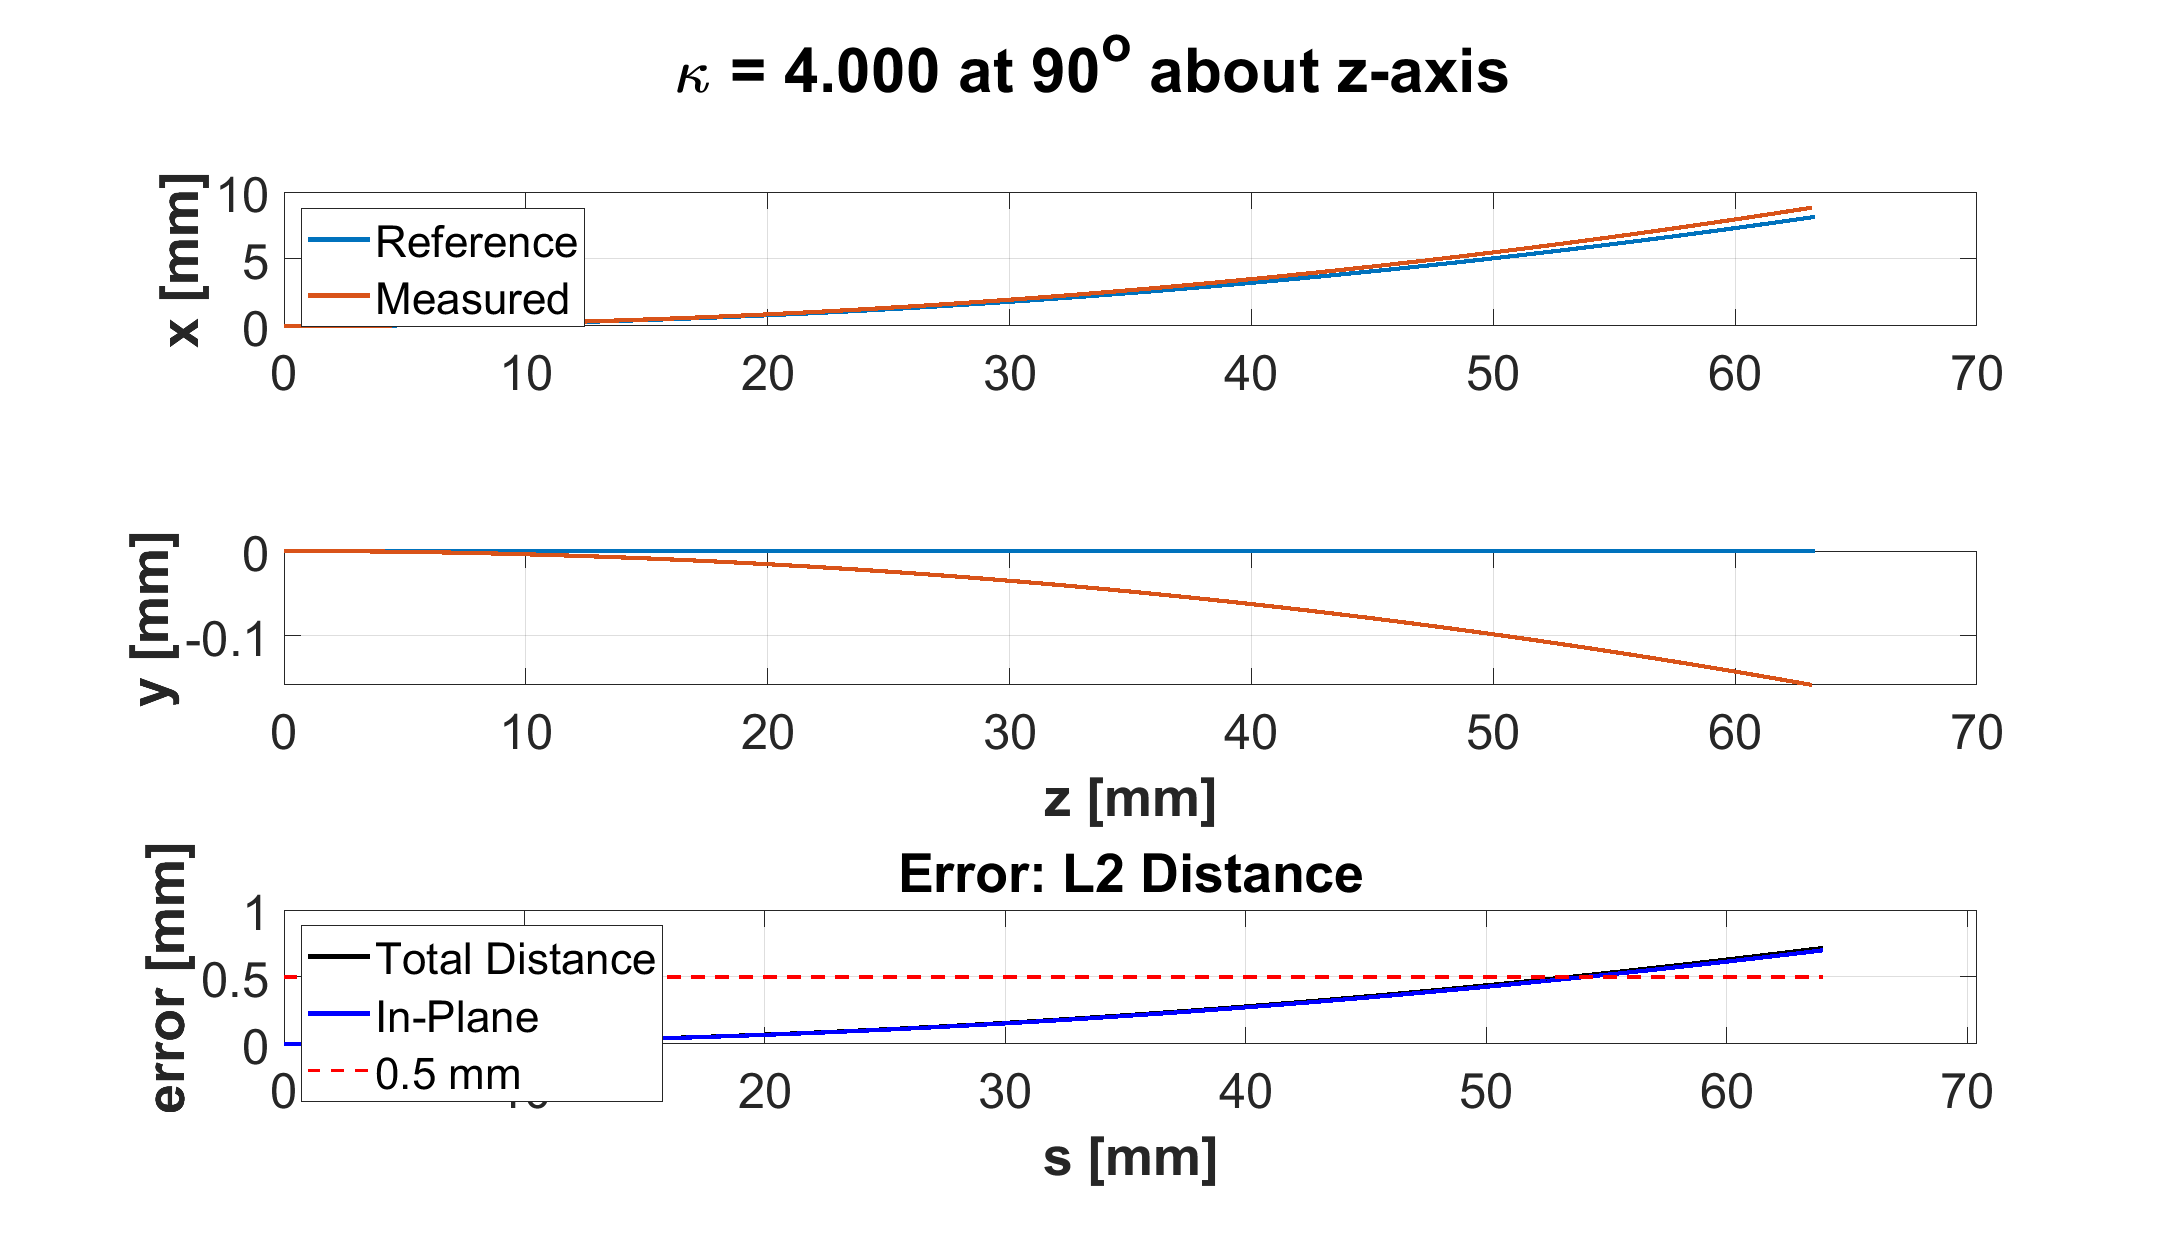 κ = 4.000 at 90° about z-axis
x [mm]
10
5
0
Reference
Measured
0 10 20 30 40 50 60 70
y [mm]
0
-0.1
0 10 20 30 40 50 60 70
z [mm]
Error: L2 Distance
error [mm]
1
0.5
0
Total Distance
In-Plane
0.5 mm
0 10 20 30 40 50 60 70
s [mm]